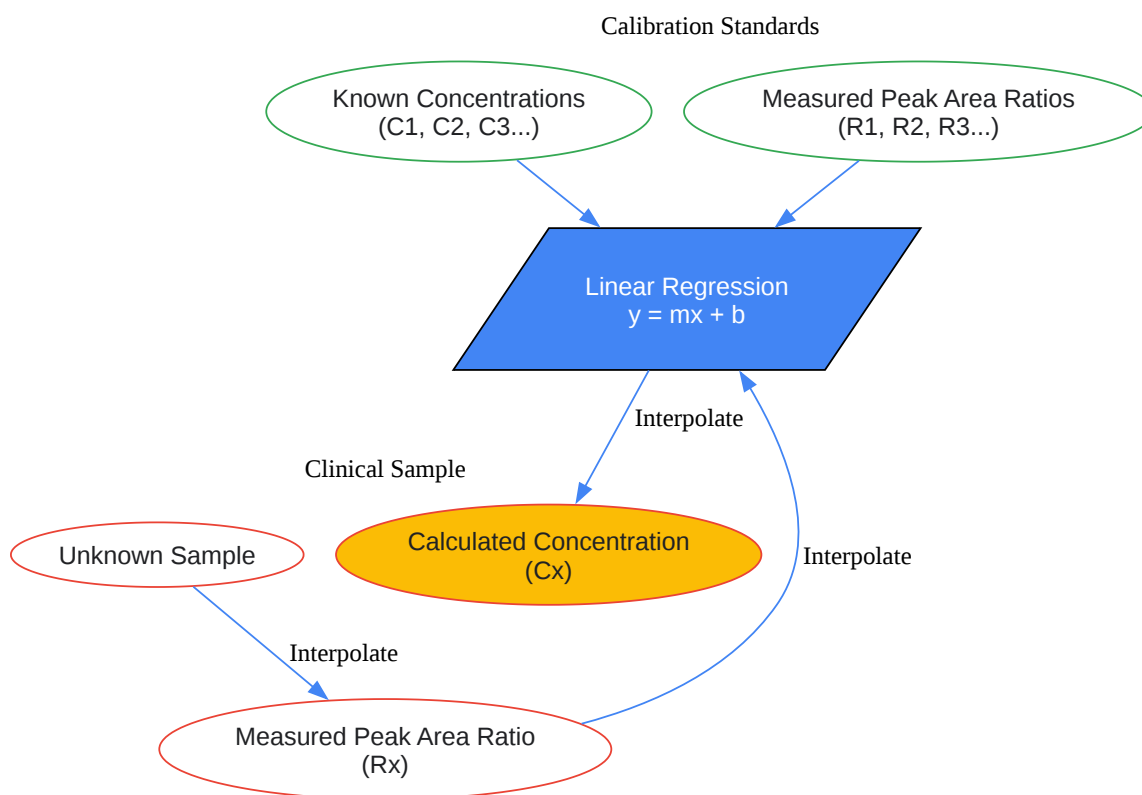 Calibration Standards
Known Concentrations
(C1, C2, C3...)
Measured Peak Area Ratios
(R1, R2, R3...)
Linear Regression
y = mx + b
Interpolate
Clinical Sample
Calculated Concentration
(Cx)
Unknown Sample
Interpolate
Interpolate
Measured Peak Area Ratio
(Rx)